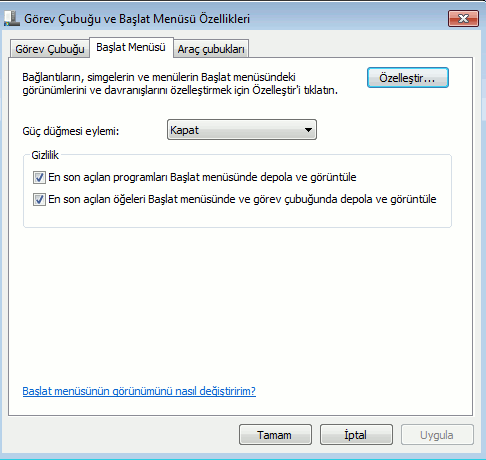 Görev Çubuğu ve Başlat Menüsü Özellikleri
Görev Çubuğu Başlat Menüsü Araç çubukları
Bağlantıların, simgelerin ve menülerin Başlat menüsündeki
görünümlerini ve davranışlarını özelleştirmek için Özelleştir'i tıklatın.
Özelleştir...
Güç düğmesi eylemi: Kapat
Gizlilik
En son açılan programları Başlat menüsünde depola ve görüntüle
En son açılan öğeleri Başlat menüsünde ve görev çubuğunda depola ve görüntüle
Başlat menüsünün görünümünü nasıl değiştiririm?
Tamam İptal Uygula